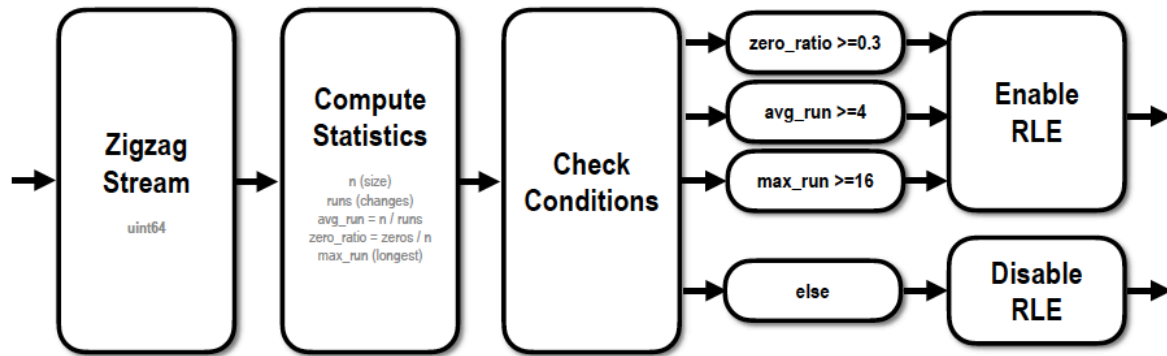 Zigzag
Stream
uint64
Compute
Statistics
n (size)
runs (changes)
avg_run = n / runs
zero_ratio = zeros / n
max_run (longest)
Check
Conditions
zero_ratio >=0.3
avg_run >=4
max_run >=16
else
Enable
RLE
Disable
RLE